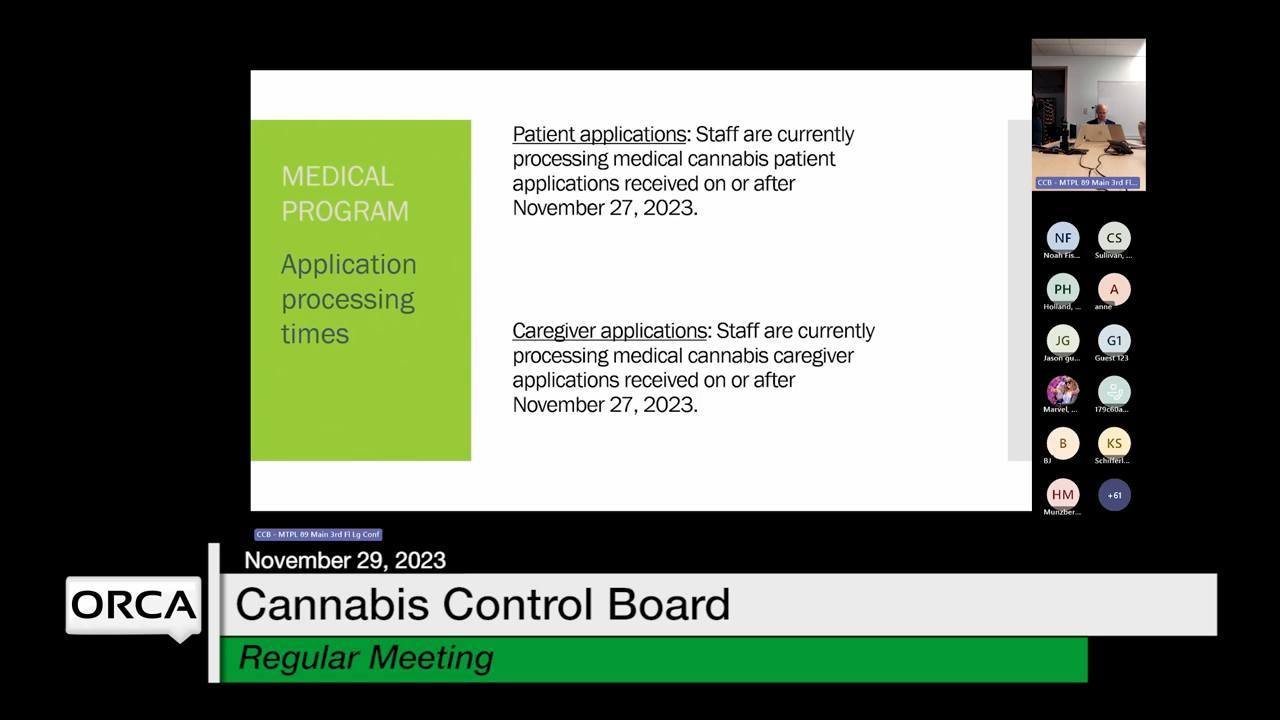 MEDICAL
PROGRAM
Application
processing
times
Patient applications: Staff are currently
processing medical cannabis patient
applications received on or after
November 27, 2023.
Caregiver applications: Staff are currently
processing medical cannabis caregiver
applications received on or after
November 27, 2023.
CCB - MTPL 89 Main 3rd Fl...
NF
CS
Noah Fis...
Sullivan, ...
PH
A
Holland, ...
anne
JG
G1
Jason gu...
Guest 123
Marvel, ...
179c60a...
B
KS
BJ
Schifferl...
HM
+61
Munzber...
CCB - MTPL 89 Main 3rd Fl Lg Conf
November 29, 2023
ORCA
Cannabis Control Board
Regular Meeting